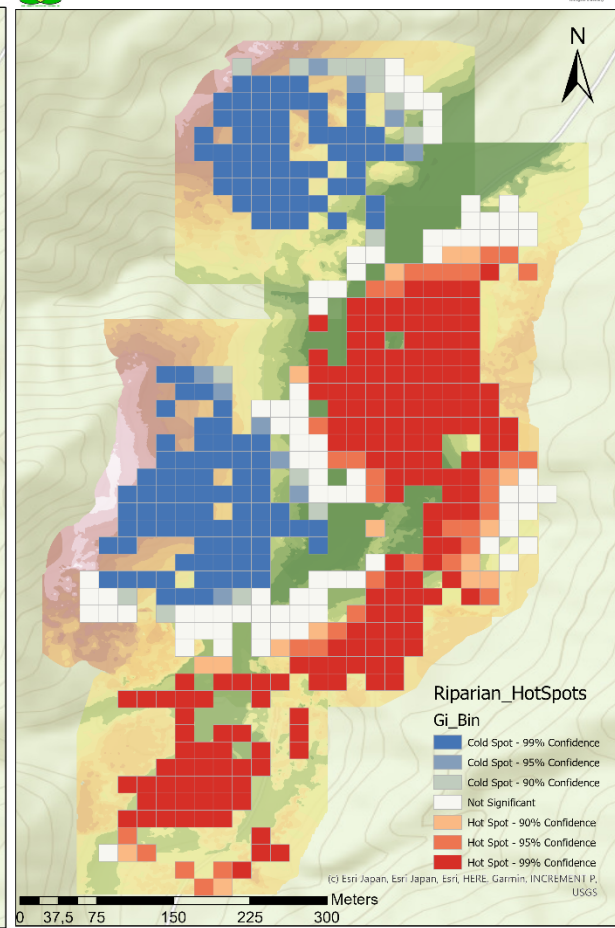 N
Riparian_HotSpots
Gi_Bin
Cold Spot - 99% Confidence
Cold Spot - 95% Confidence
Cold Spot - 90% Confidence
Not Significant
Hot Spot - 90% Confidence
Hot Spot - 95% Confidence
Hot Spot - 99% Confidence
(c) Esri Japan, Esri Japan, Esri, HERE, Garmin, INCREMENT P,
USGS
Meters
0 37,5 75 150 225 300